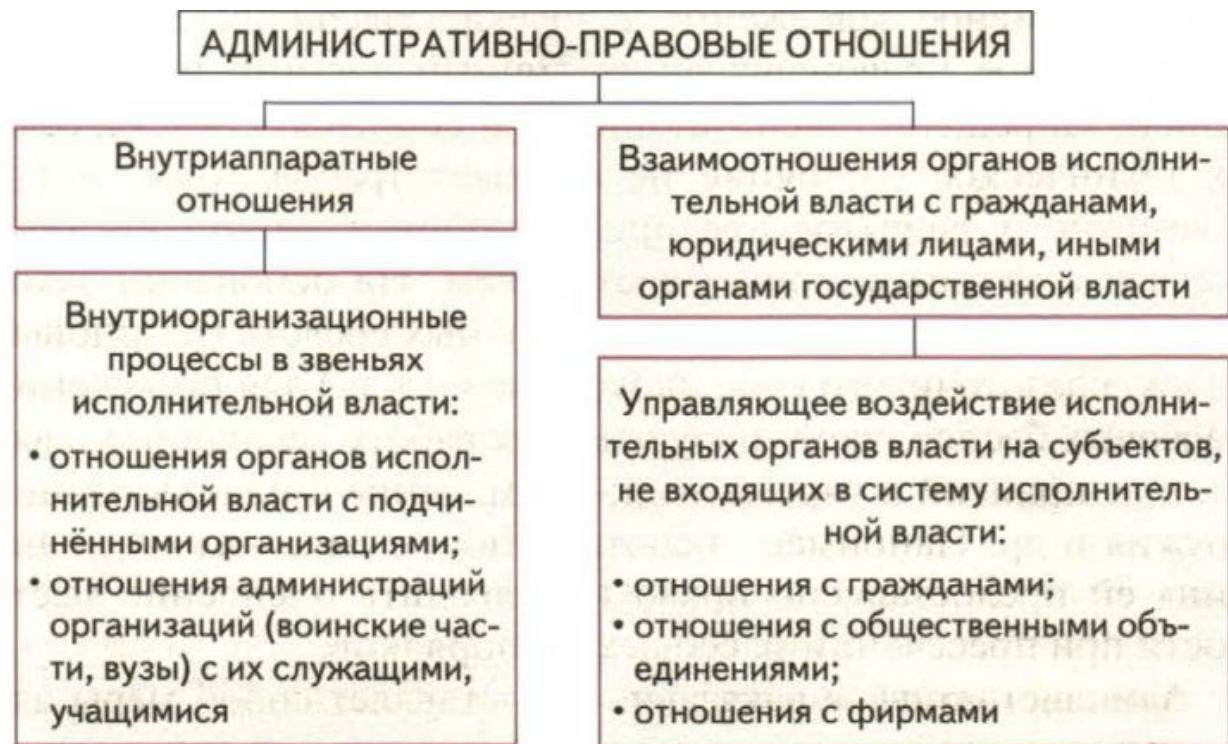 АДМИНИСТРАТИВНО-ПРАВОВЫЕ ОТНОШЕНИЯ
Внутриаппаратные
отношения
Внутриорганизационные
процессы в звеньях
исполнительной власти:
• отношения органов испол-
нительной власти с подчи-
нёнными организациями;
• отношения администраций
организаций (воинские час-
ти, вузы) с их служащими,
учащимися
Взаимоотношения органов исполни-
тельной власти с гражданами,
юридическими лицами, иными
органами государственной власти
Управляющее воздействие исполни-
тельных органов власти на субъектов,
не входящих в систему исполнитель-
ной власти:
• отношения с гражданами;
• отношения с общественными объ-
единениями;
• отношения с фирмами